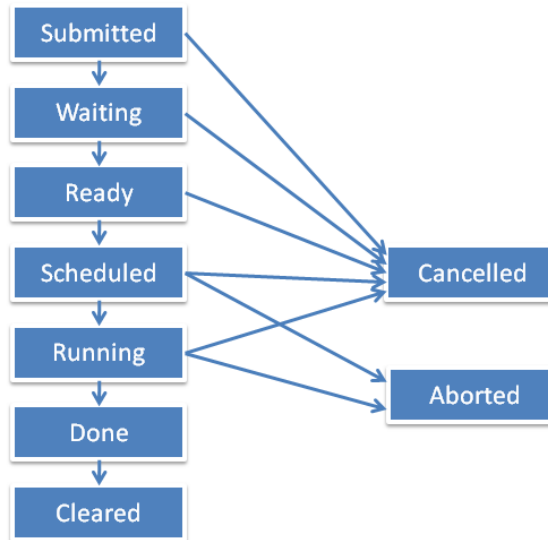 Submitted
Waiting
Ready
Scheduled
Cancelled
Running
Aborted
Done
Cleared